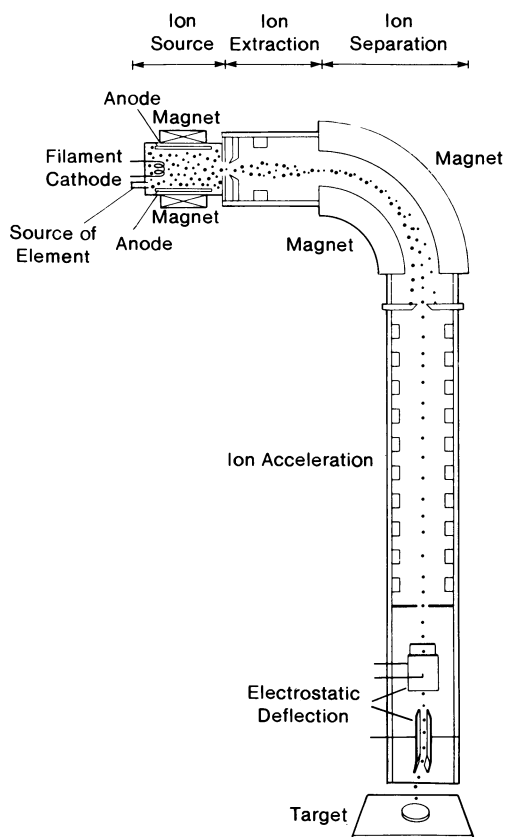 Ion
Source
Ion
Extraction
Ion
Separation
Anode
Magnet
Filament
Cathode
Magnet
Source of
Element
Anode
Magnet
Magnet
Ion Acceleration
Electrostatic
Deflection
Target